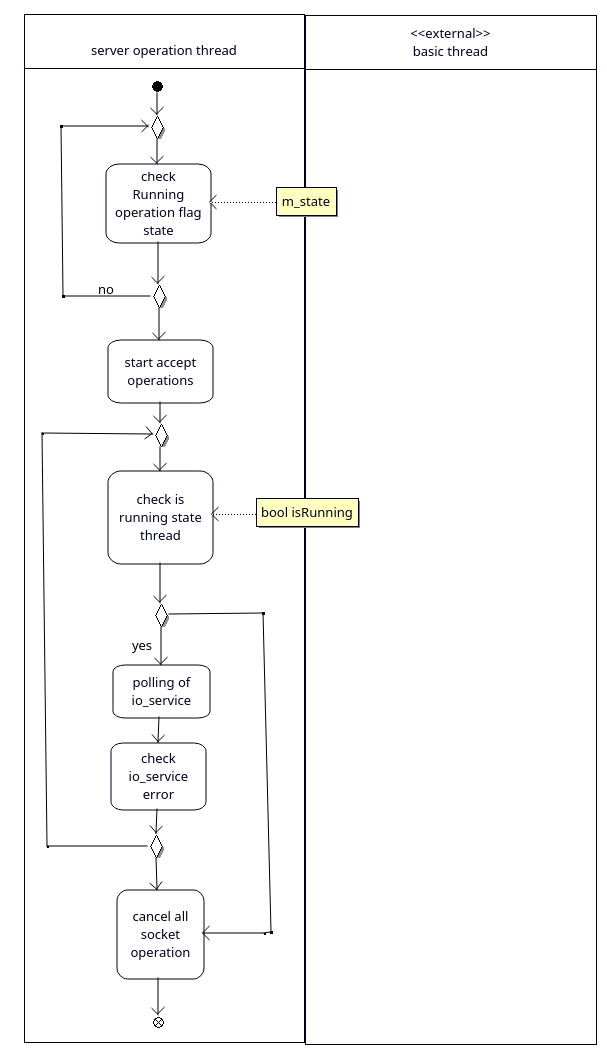 server operation thread
<<external>>
basic thread
check
Running
operation flag
state
m_state
no
start accept
operations
check is
running state
thread
bool isRunning
yes
polling of
io_service
check
io_service
error
cancel all
socket
operation